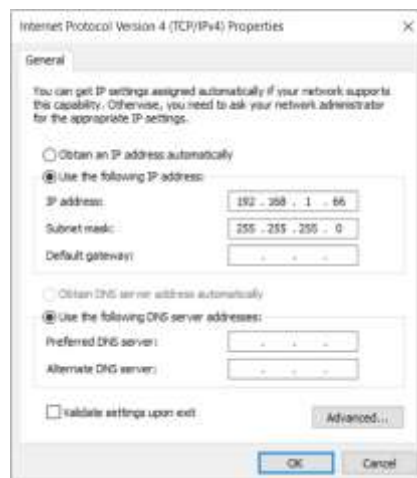 Internet Protocol Version 4 (TCP/IPv4) Properties
General
You can get IP settings assigned automatically if your network supports
this capability. Otherwise, you need to ask your network administrator
for the appropriate IP settings.
Obtain an IP address automatically
Use the following IP address:
IP address: 192 . 168 . 1 . 66
Subnet mask: 255 . 255 . 255 . 0
Default gateway: . . .
Obtain DNS server address automatically
Use the following DNS server addresses:
Preferred DNS server: . . .
Alternate DNS server: . . .
Validate settings upon exit
Advanced...
OK Cancel